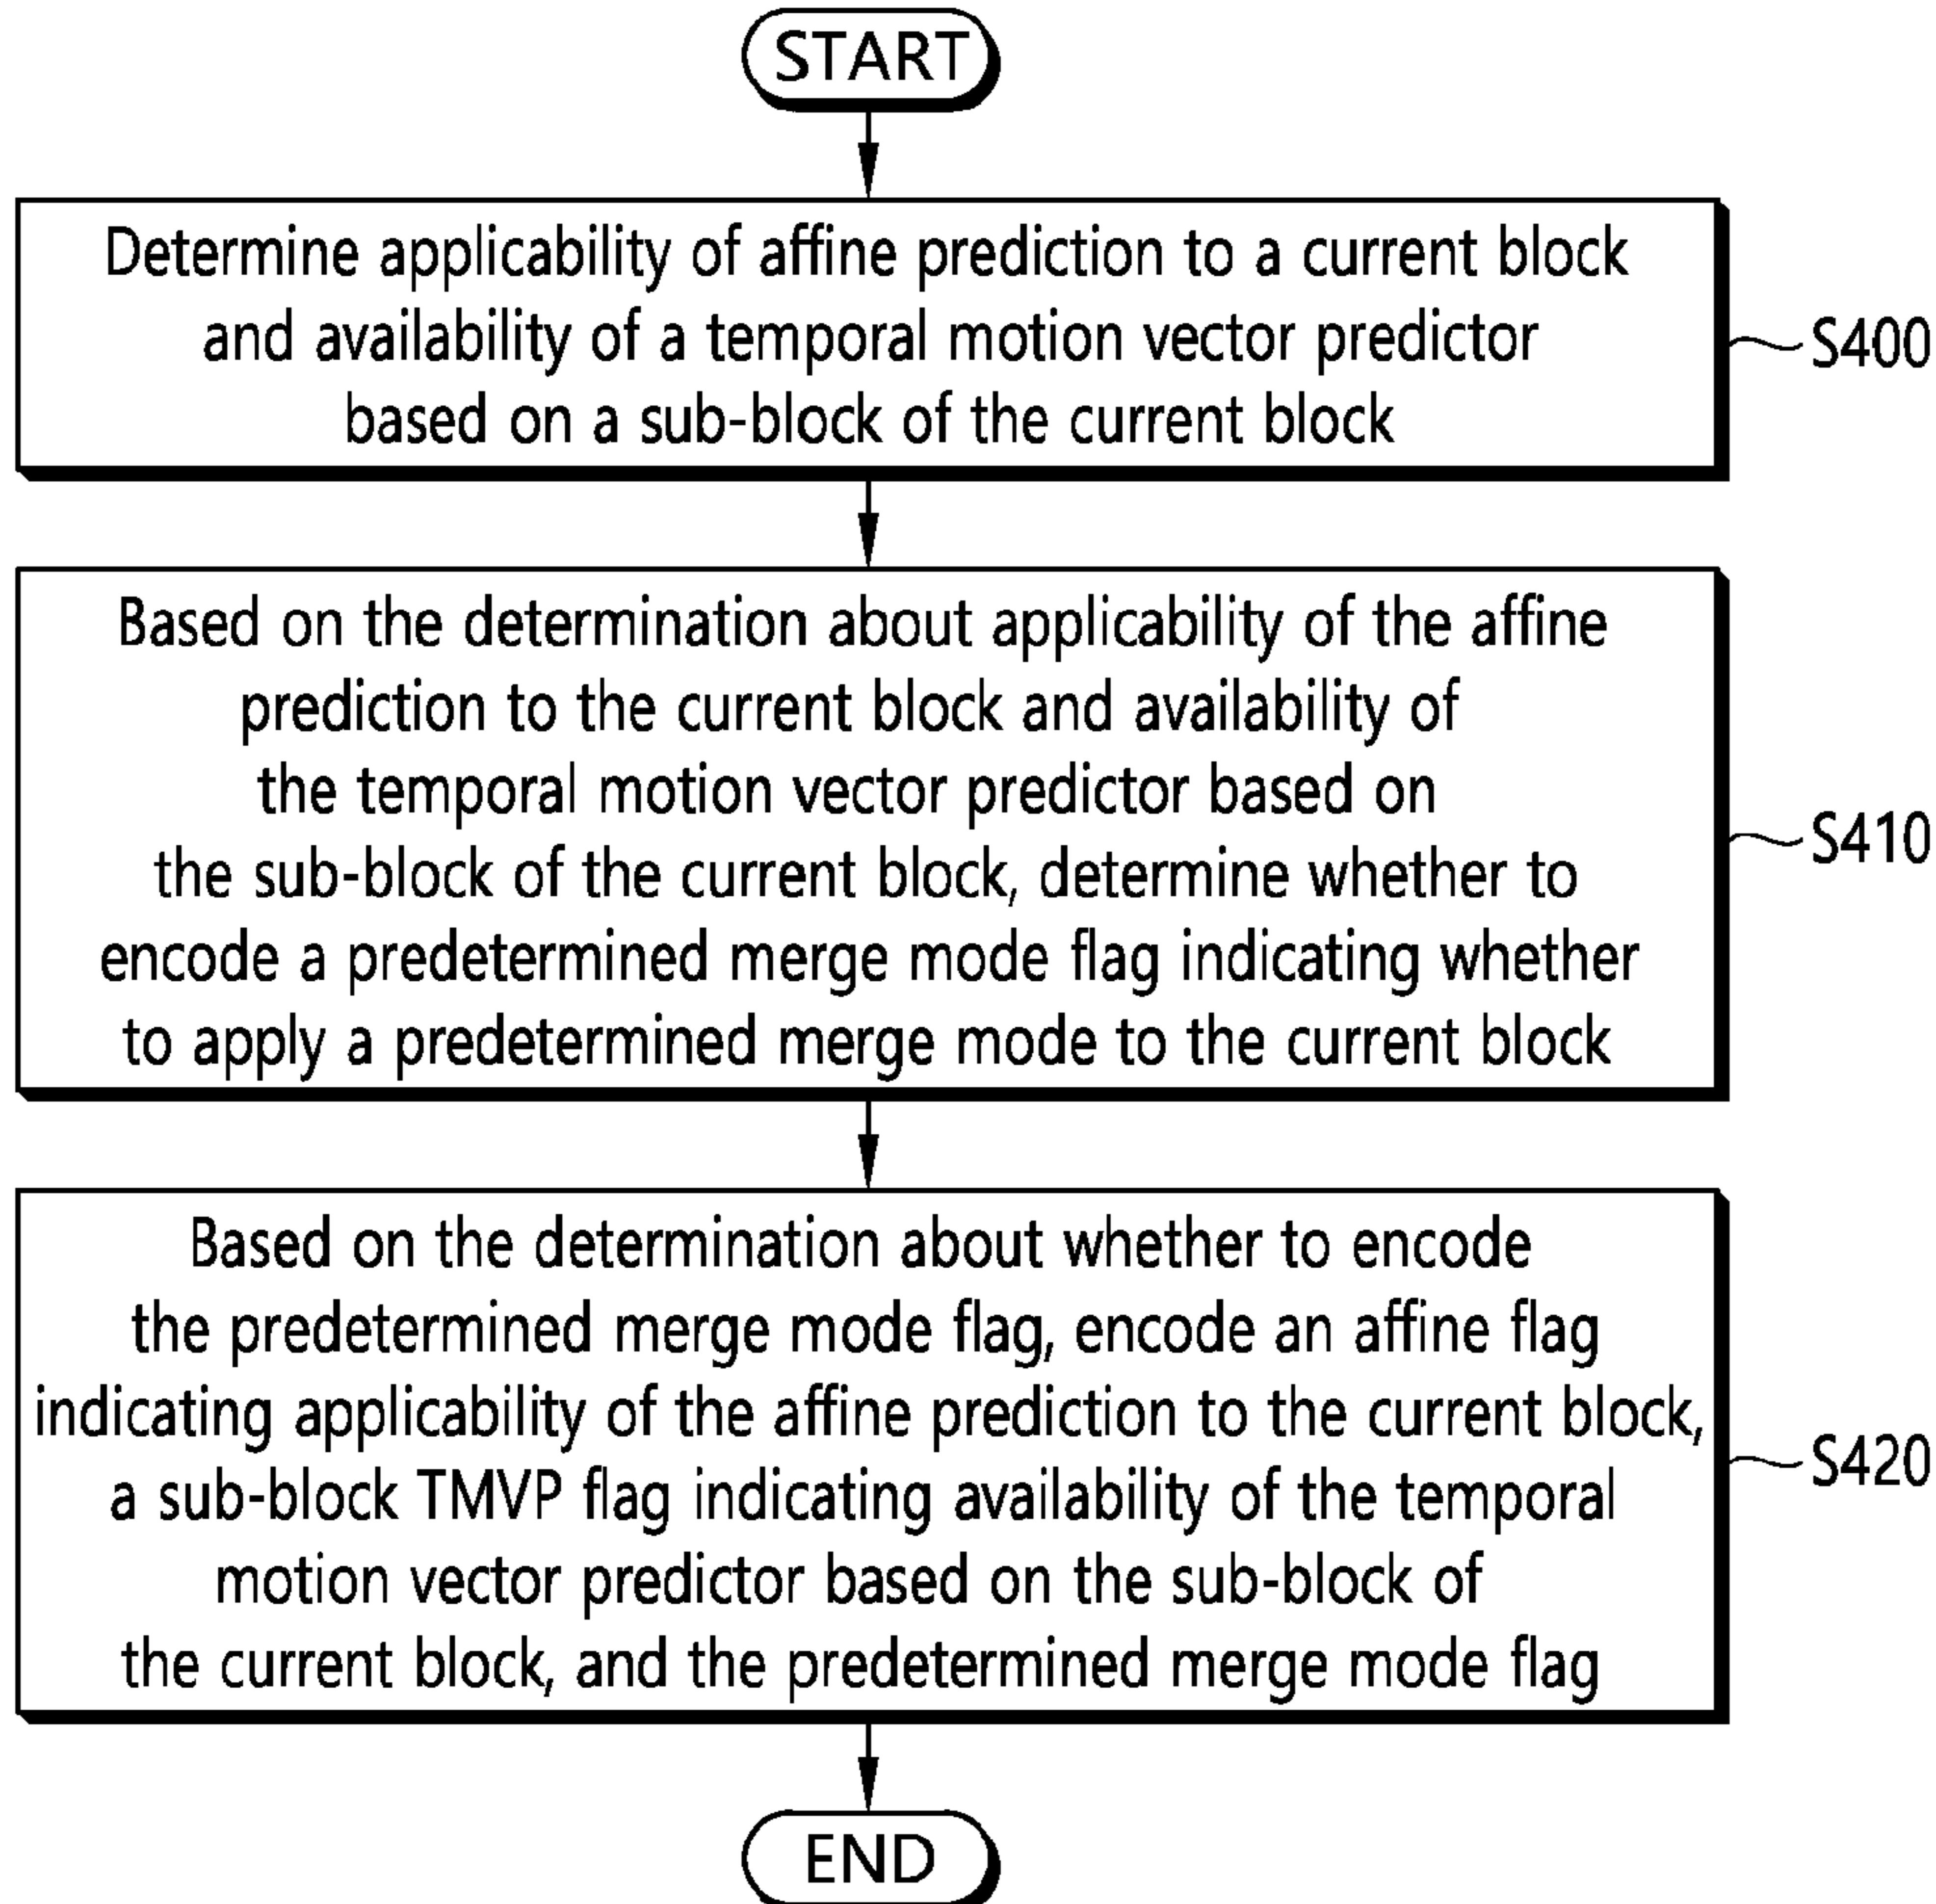 START
Determine applicability of affine prediction to a current block
and availability of a temporal motion vector predictor
based on a sub-block of the current block
S400
Based on the determination about applicability of the affine
prediction to the current block and availability of
the temporal motion vector predictor based on
the sub-block of the current block, determine whether to
encode a predetermined merge mode flag indicating whether
to apply a predetermined merge mode to the current block
S410
Based on the determination about whether to encode
the predetermined merge mode flag, encode an affine flag
indicating applicability of the affine prediction to the current block,
a sub-block TMVP flag indicating availability of the temporal
motion vector predictor based on the sub-block of
the current block, and the predetermined merge mode flag
S420
END